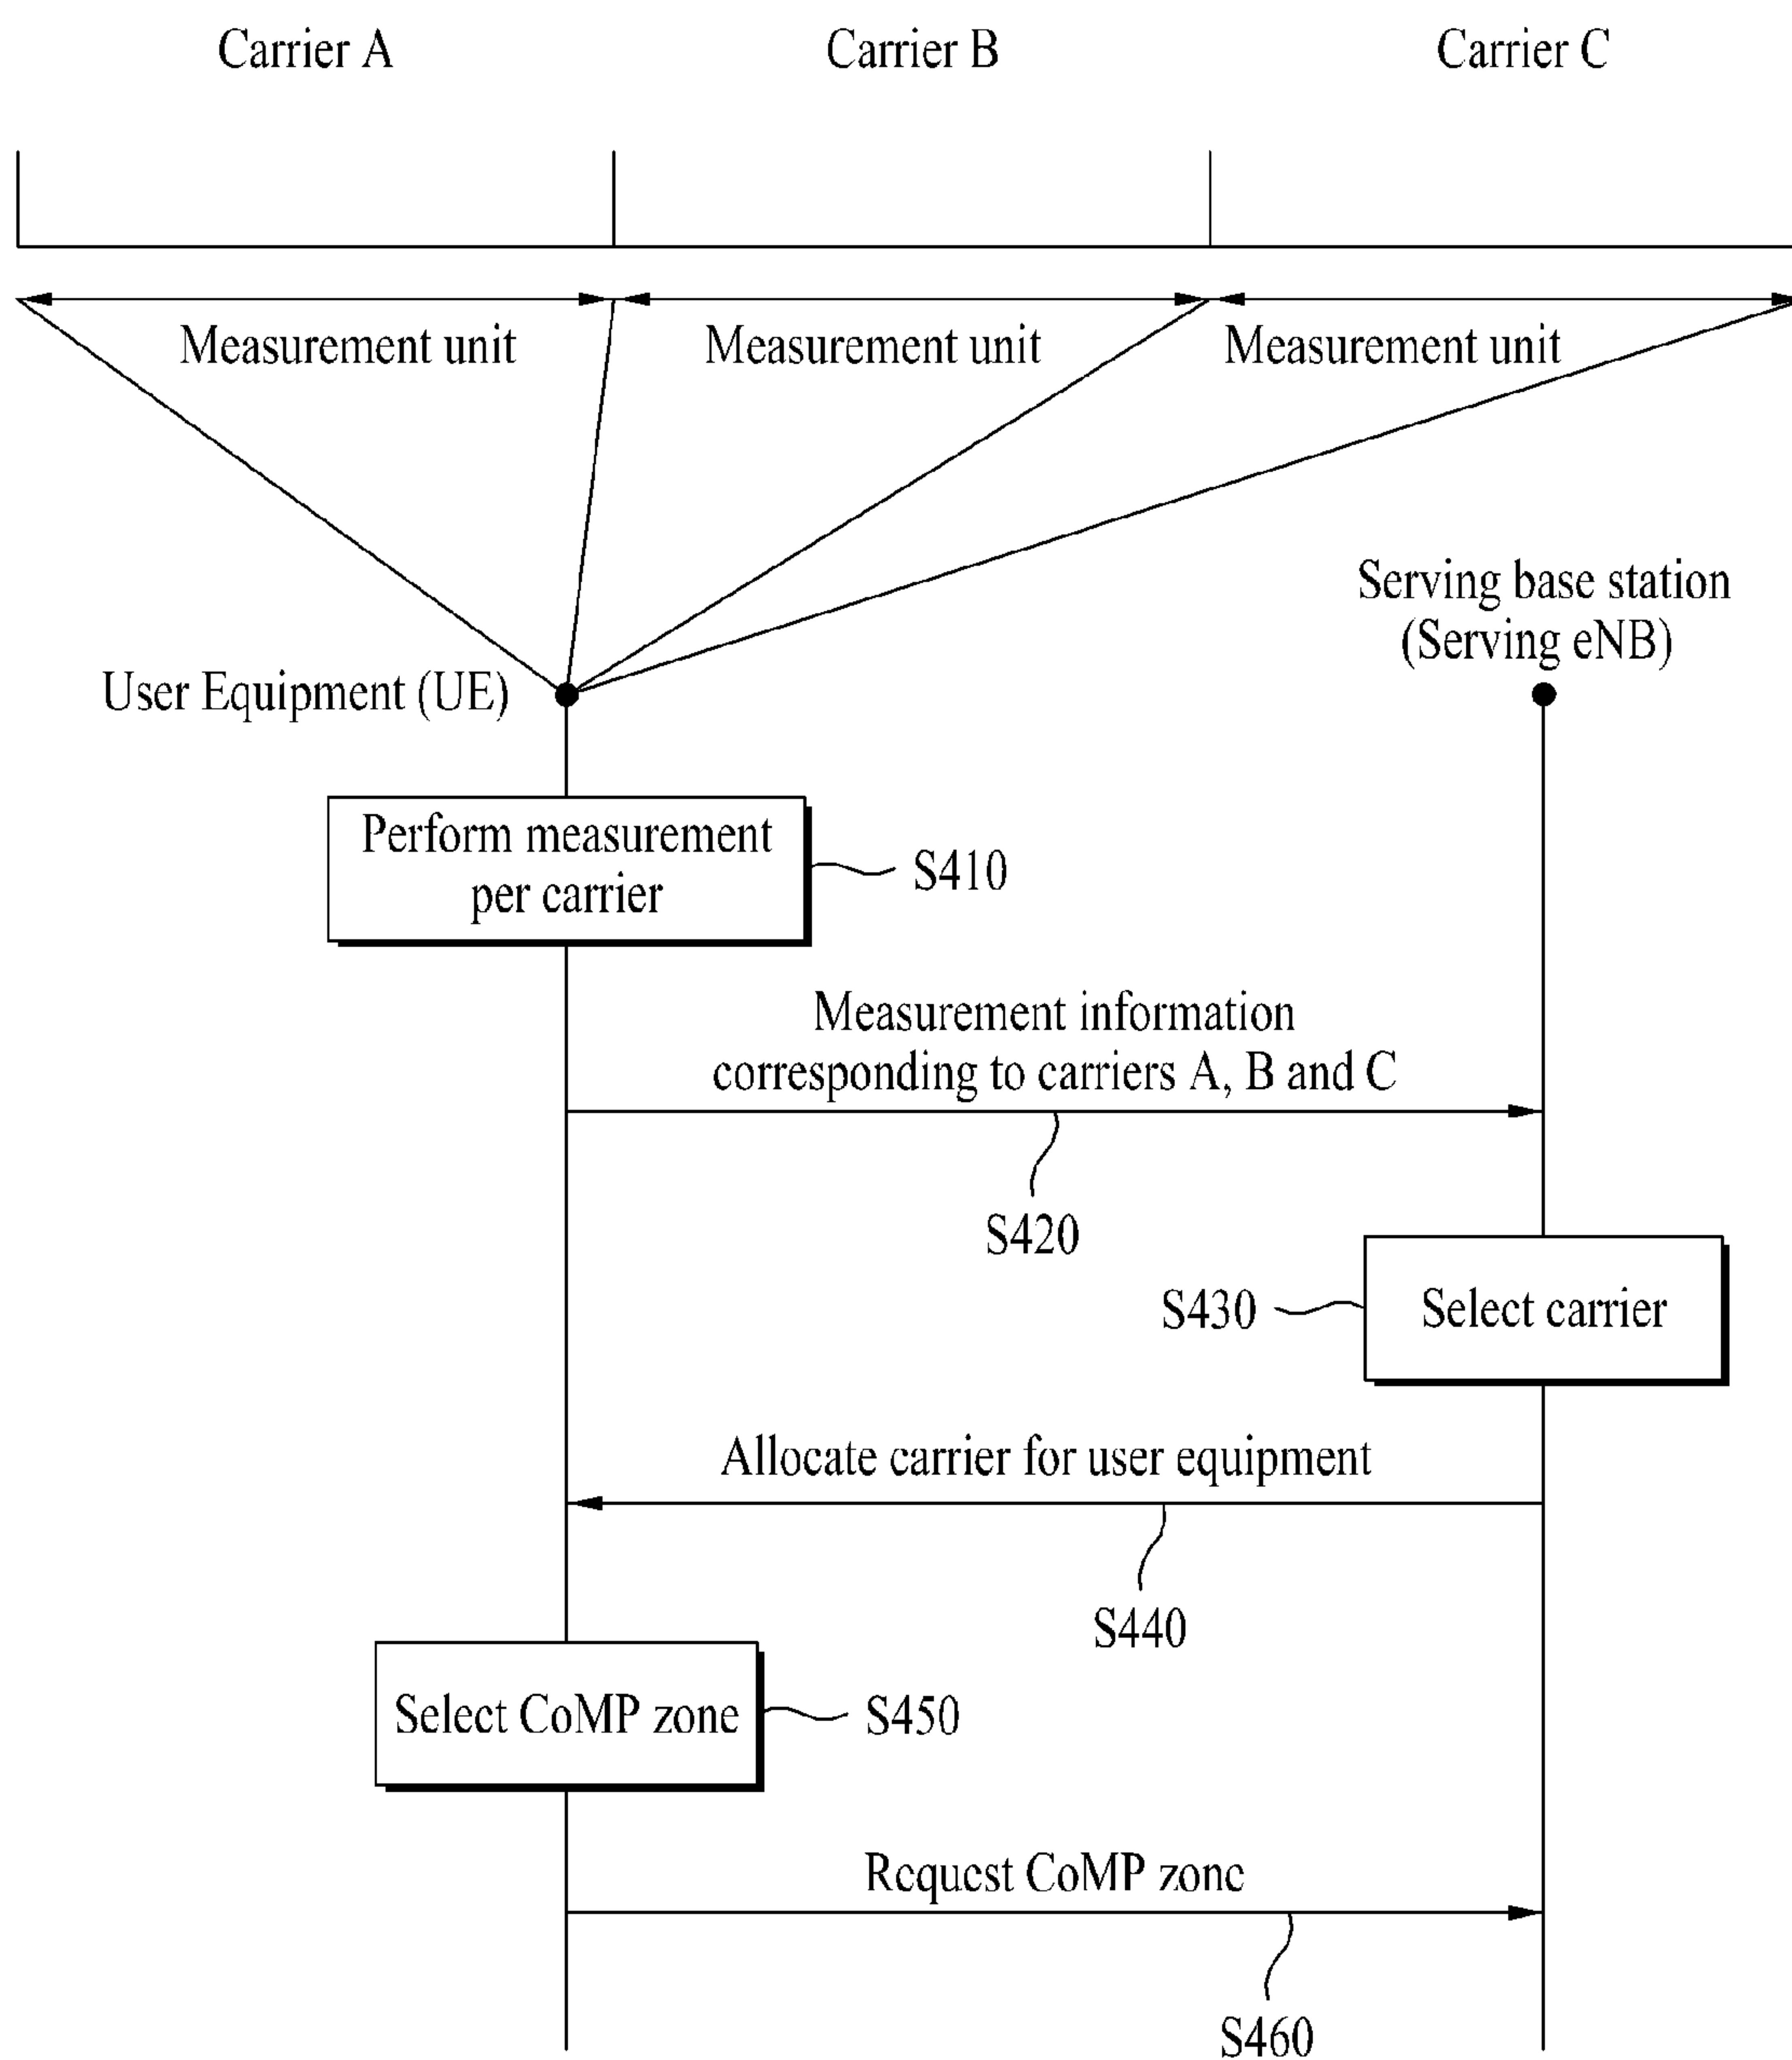 Carrier A
Carrier B
Carrier C
Measurement unit
Measurement unit
Measurement unit
Serving base station
(Serving eNB)
User Equipment (UE)
Perform measurement
per carrier
S410
Measurement information
corresponding to carriers A, B and C
S420
S430
Select carrier
Allocate carrier for user equipment
S440
Select CoMP zone
S450
Request CoMP zone
S460